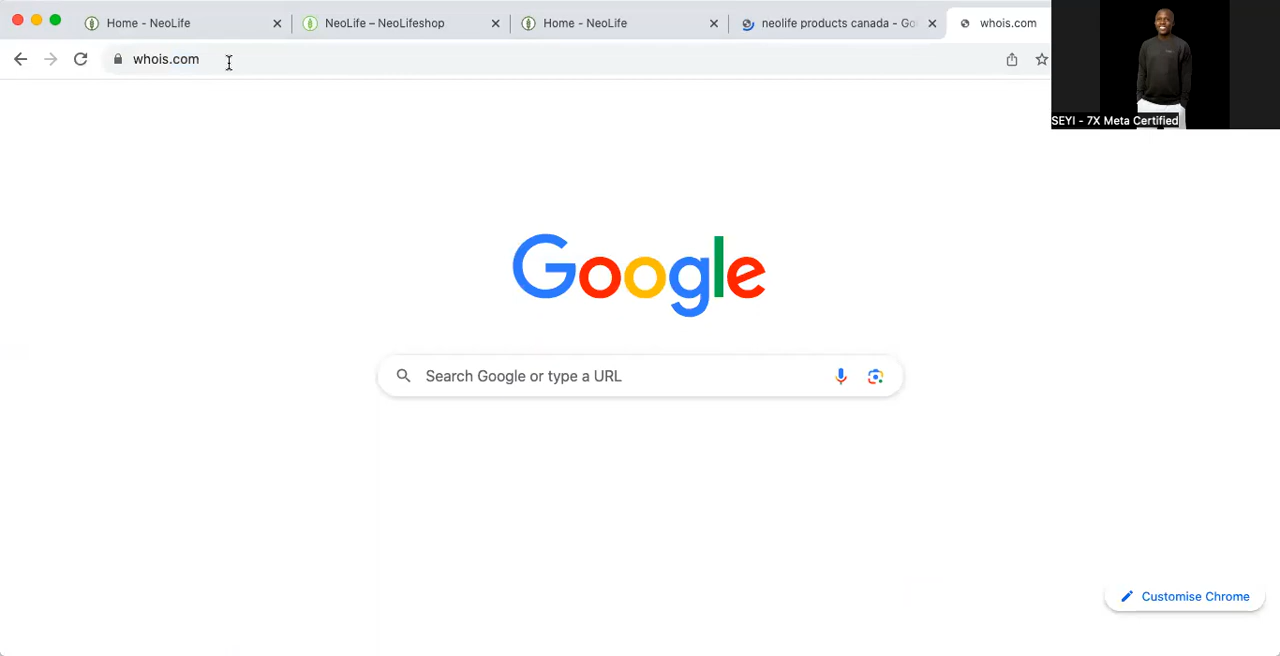 Home - NeoLife
NeoLife – NeoLifeshop
Home - NeoLife
neolife products canada - Go
whois.com
whois.com
SEYI - 7X Meta Certified
Google
Search Google or type a URL
Customise Chrome